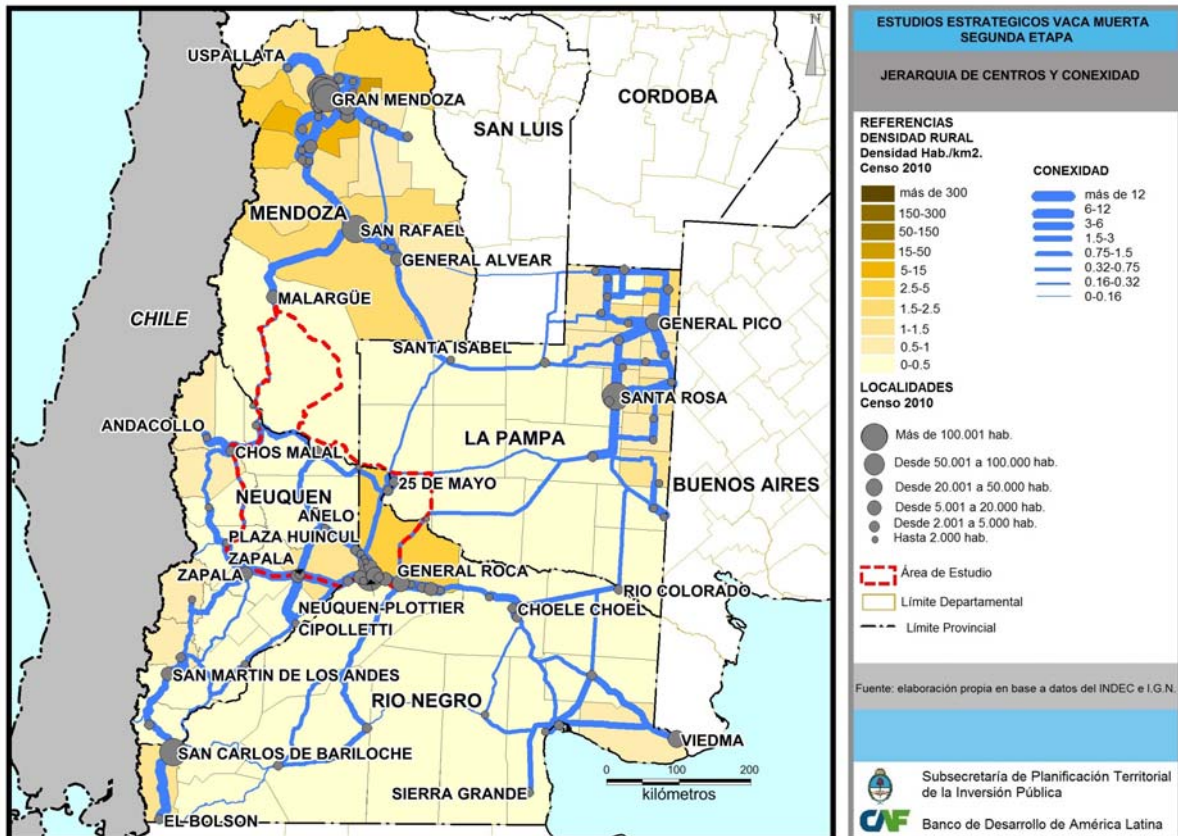 USPALLATA
GRAN MENDOZA
CORDOBA
SAN LUIS
MENDOZA
SAN RAFAEL
GENERAL ALVEAR
MALARGÜE
CHILE
GENERAL PICO
SANTA ISABEL
SANTA ROSA
ANDACOLLO
LA PAMPA
CHOS MALAL
25 DE MAYO
BUENOS AIRES
NEUQUEN
AÑELO
PLAZA HUINCUL
ZAPALA
ZAPALA
GENERAL ROCA
RIO COLORADO
NEUQUEN-PLOTTIER
CHOELE CHOEL
CIPOLLETTI
SAN MARTIN DE LOS ANDES
RIO NEGRO
VIEDMA
SAN CARLOS DE BARILOCHE
SIERRA GRANDE
EL BOLSON
N
0 100 200
kilómetros
ESTUDIOS ESTRATEGICOS VACA MUERTA
SEGUNDA ETAPA
JERARQUIA DE CENTROS Y CONEXIDAD
REFERENCIAS
DENSIDAD RURAL
Densidad Hab./km2.
Censo 2010
más de 300
150-300
50-150
15-50
5-15
2.5-5
1.5-2.5
1-1.5
0.5-1
0-0.5
CONEXIDAD
más de 12
6-12
3-6
1.5-3
0.75-1.5
0.32-0.75
0.16-0.32
0-0.16
LOCALIDADES
Censo 2010
Más de 100.001 hab.
Desde 50.001 a 100.000 hab.
Desde 20.001 a 50.000 hab.
Desde 5.001 a 20.000 hab.
Desde 2.001 a 5.000 hab.
Hasta 2.000 hab.
Área de Estudio
Límite Departamental
Límite Provincial
Fuente: elaboración propia en base a datos del INDEC e I.G.N.
Subsecretaría de Planificación Territorial
de la Inversión Pública
CAF Banco de Desarrollo de América Latina